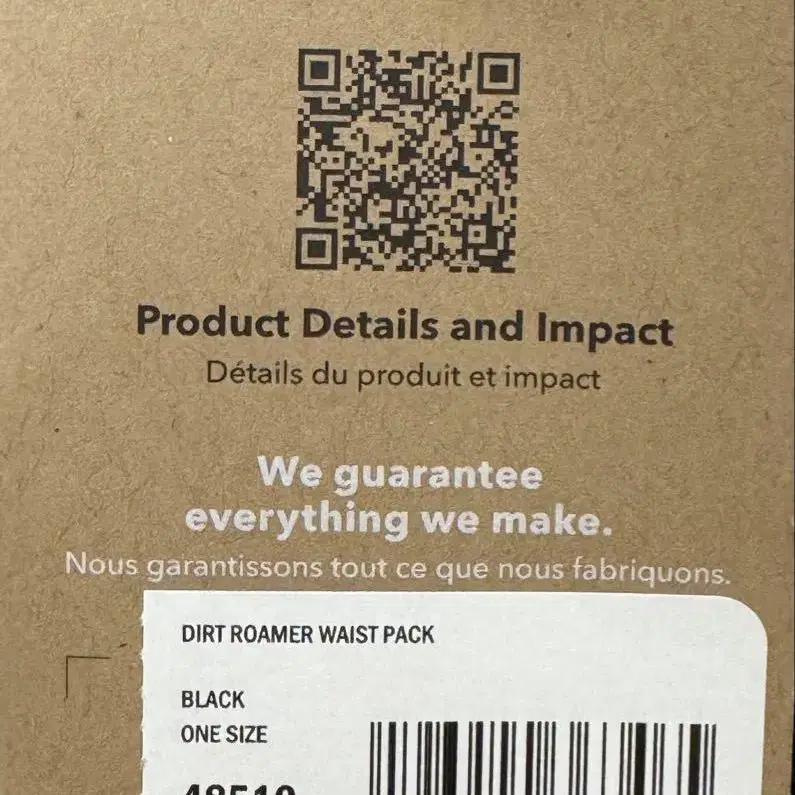 Product Details and Impact
Détails du produit et impact
We guarantee
everything we make.
Nous garantissons tout ce que nous fabriquons.
DIRT ROAMER WAIST PACK
BLACK
ONE SIZE